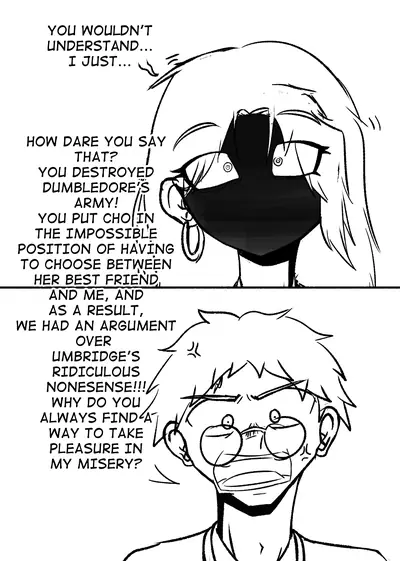 YOU WOULDN'T
UNDERSTAND...
I JUST...
HOW DARE YOU SAY
THAT?
YOU DESTROYED
DUMBLEDORE'S
ARMY!
YOU PUT CHO IN
THE IMPOSSIBLE
POSITION OF HAVING
TO CHOOSE BETWEEN
HER BEST FRIEND
AND ME, AND
AS A RESULT,
WE HAD AN ARGUMENT
OVER
UMBRIDGE'S
RIDICULOUS
NONESENSE!!!
WHY DO YOU
ALWAYS FIND A
WAY TO TAKE
PLEASURE IN
MY MISERY?